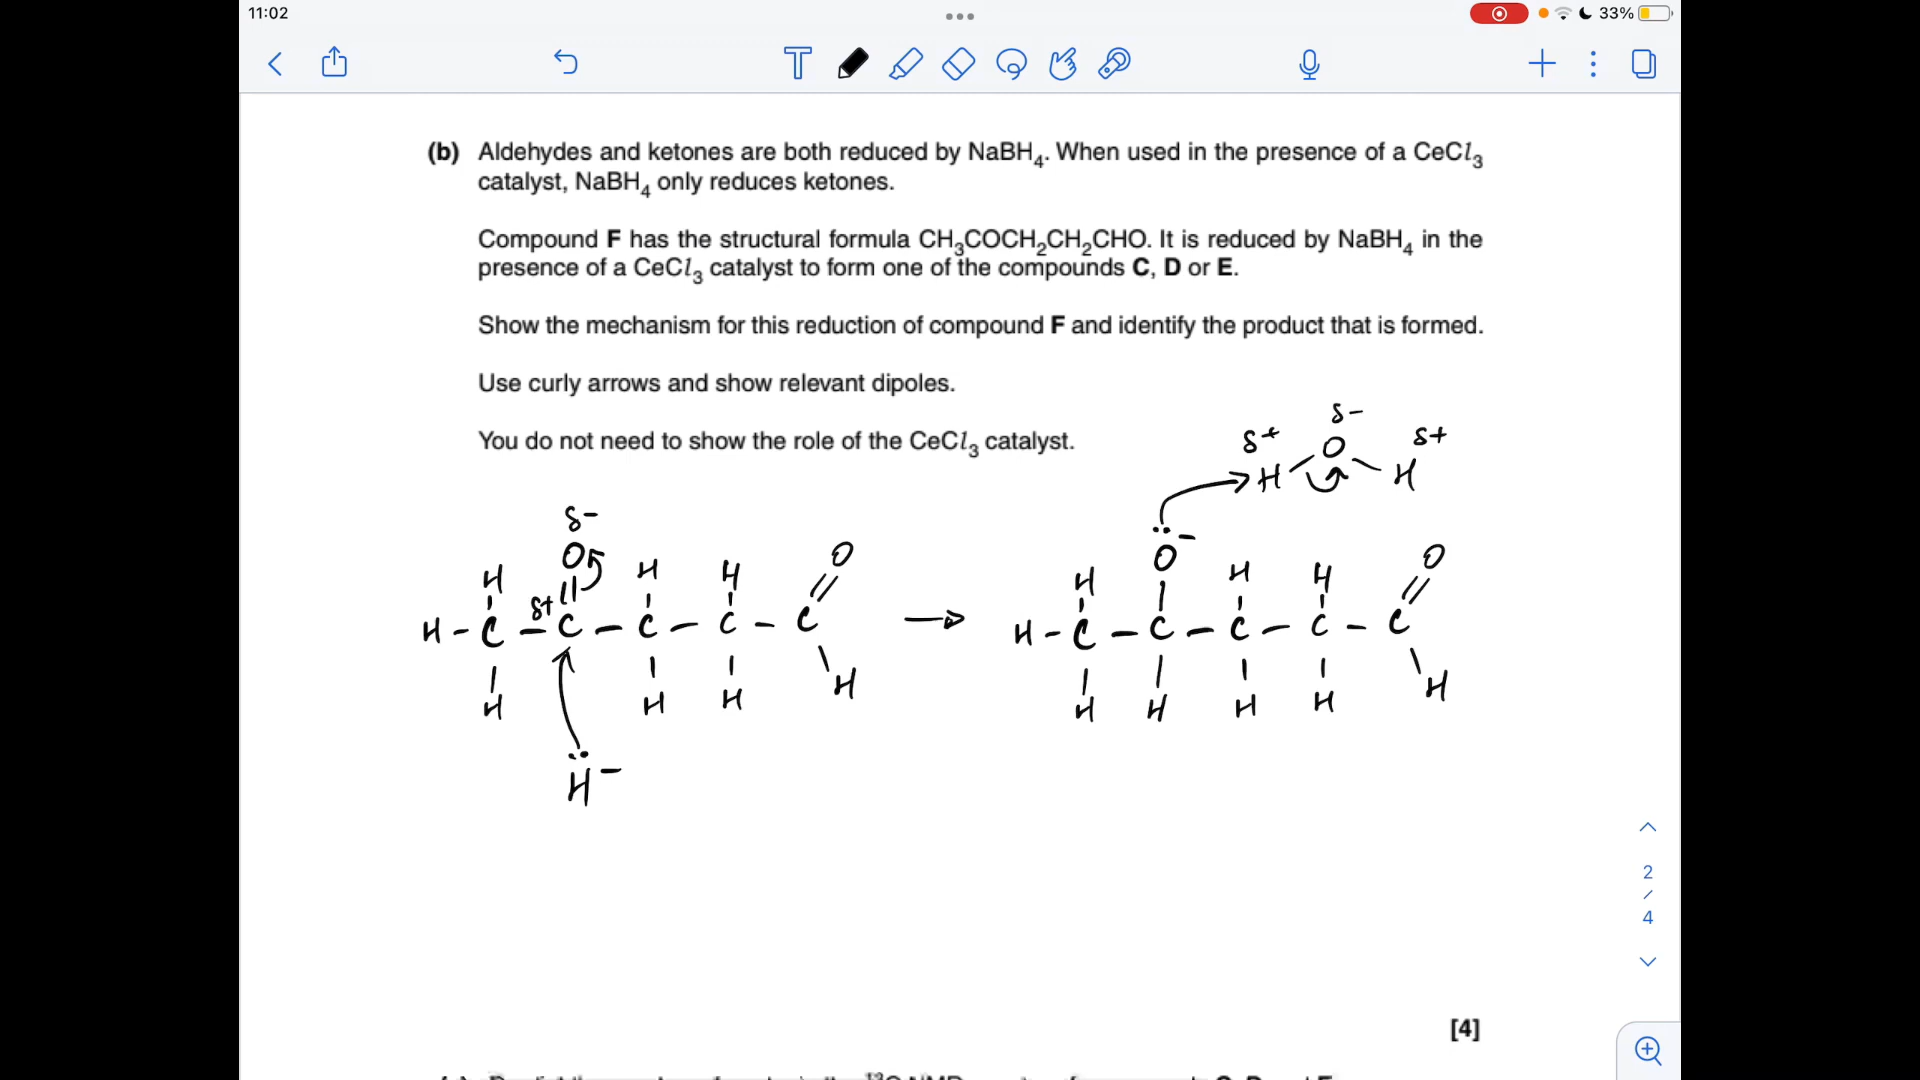 11:02
33%
T
(b) Aldehydes and ketones are both reduced by NaBH₄. When used in the presence of a CeCl₃
catalyst, NaBH₄ only reduces ketones.
Compound F has the structural formula CH₃COCH₂CH₂CHO. It is reduced by NaBH₄ in the
presence of a CeCl₃ catalyst to form one of the compounds C, D or E.
Show the mechanism for this reduction of compound F and identify the product that is formed.
Use curly arrows and show relevant dipoles.
You do not need to show the role of the CeCl₃ catalyst.
δ−
δ+ O δ+
H H
δ− −
H O H H O H O H H O
δ+
H − C − C − C − C − C → H − C − C − C − C − C
H H H H H H H H H
H −
2
/
4
[4]